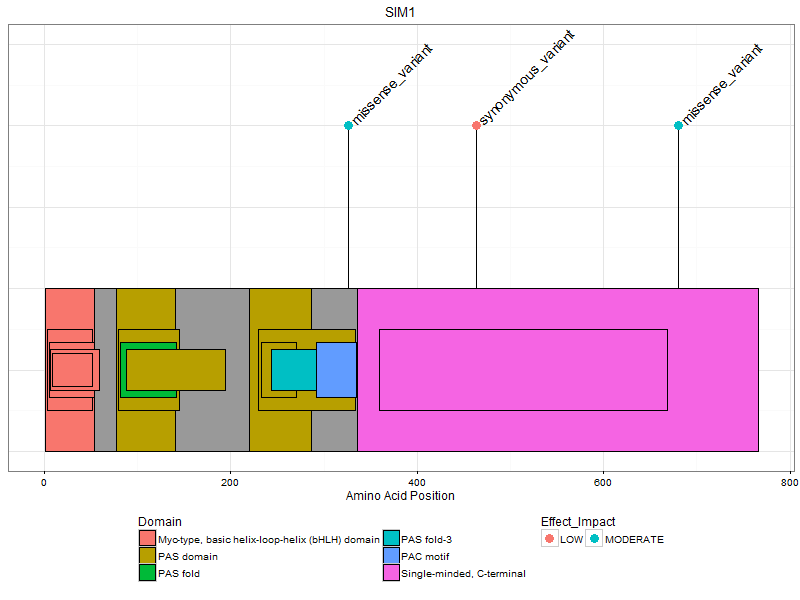 SIM1
missense_variant
synonymous_variant
missense_variant
0
200
400
600
800
Amino Acid Position
Domain
Myc-type, basic helix-loop-helix (bHLH) domain
PAS domain
PAS fold
PAS fold-3
PAC motif
Single-minded, C-terminal
Effect_Impact
LOW
MODERATE